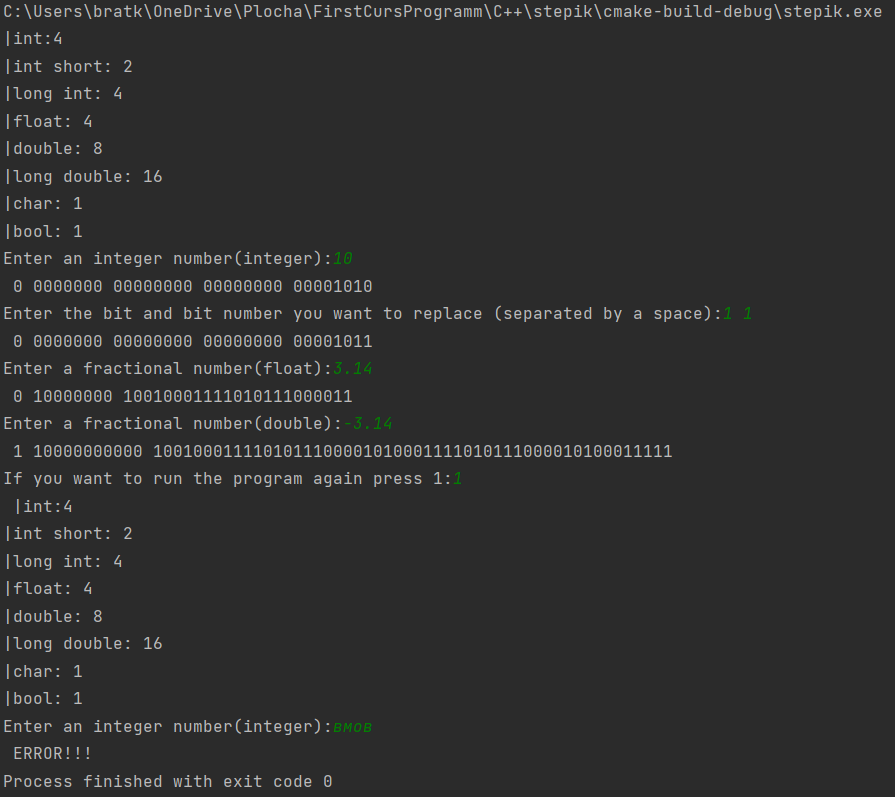 C:\Users\bratk\OneDrive\Plocha\FirstCursProgramm\C++\stepik\cmake-build-debug\stepik.exe
|int:4
|int short: 2
|long int: 4
|float: 4
|double: 8
|long double: 16
|char: 1
|bool: 1
Enter an integer number(integer):10
0 0000000 00000000 00000000 00001010
Enter the bit and bit number you want to replace (separated by a space):1 1
0 0000000 00000000 00000000 00001011
Enter a fractional number(float):3.14
0 10000000 10010001111010111000011
Enter a fractional number(double):-3.14
1 10000000000 1001000111101011100001010001111010111000010100011111
If you want to run the program again press 1:1
|int:4
|int short: 2
|long int: 4
|float: 4
|double: 8
|long double: 16
|char: 1
|bool: 1
Enter an integer number(integer):вмов
ERROR!!!
Process finished with exit code 0